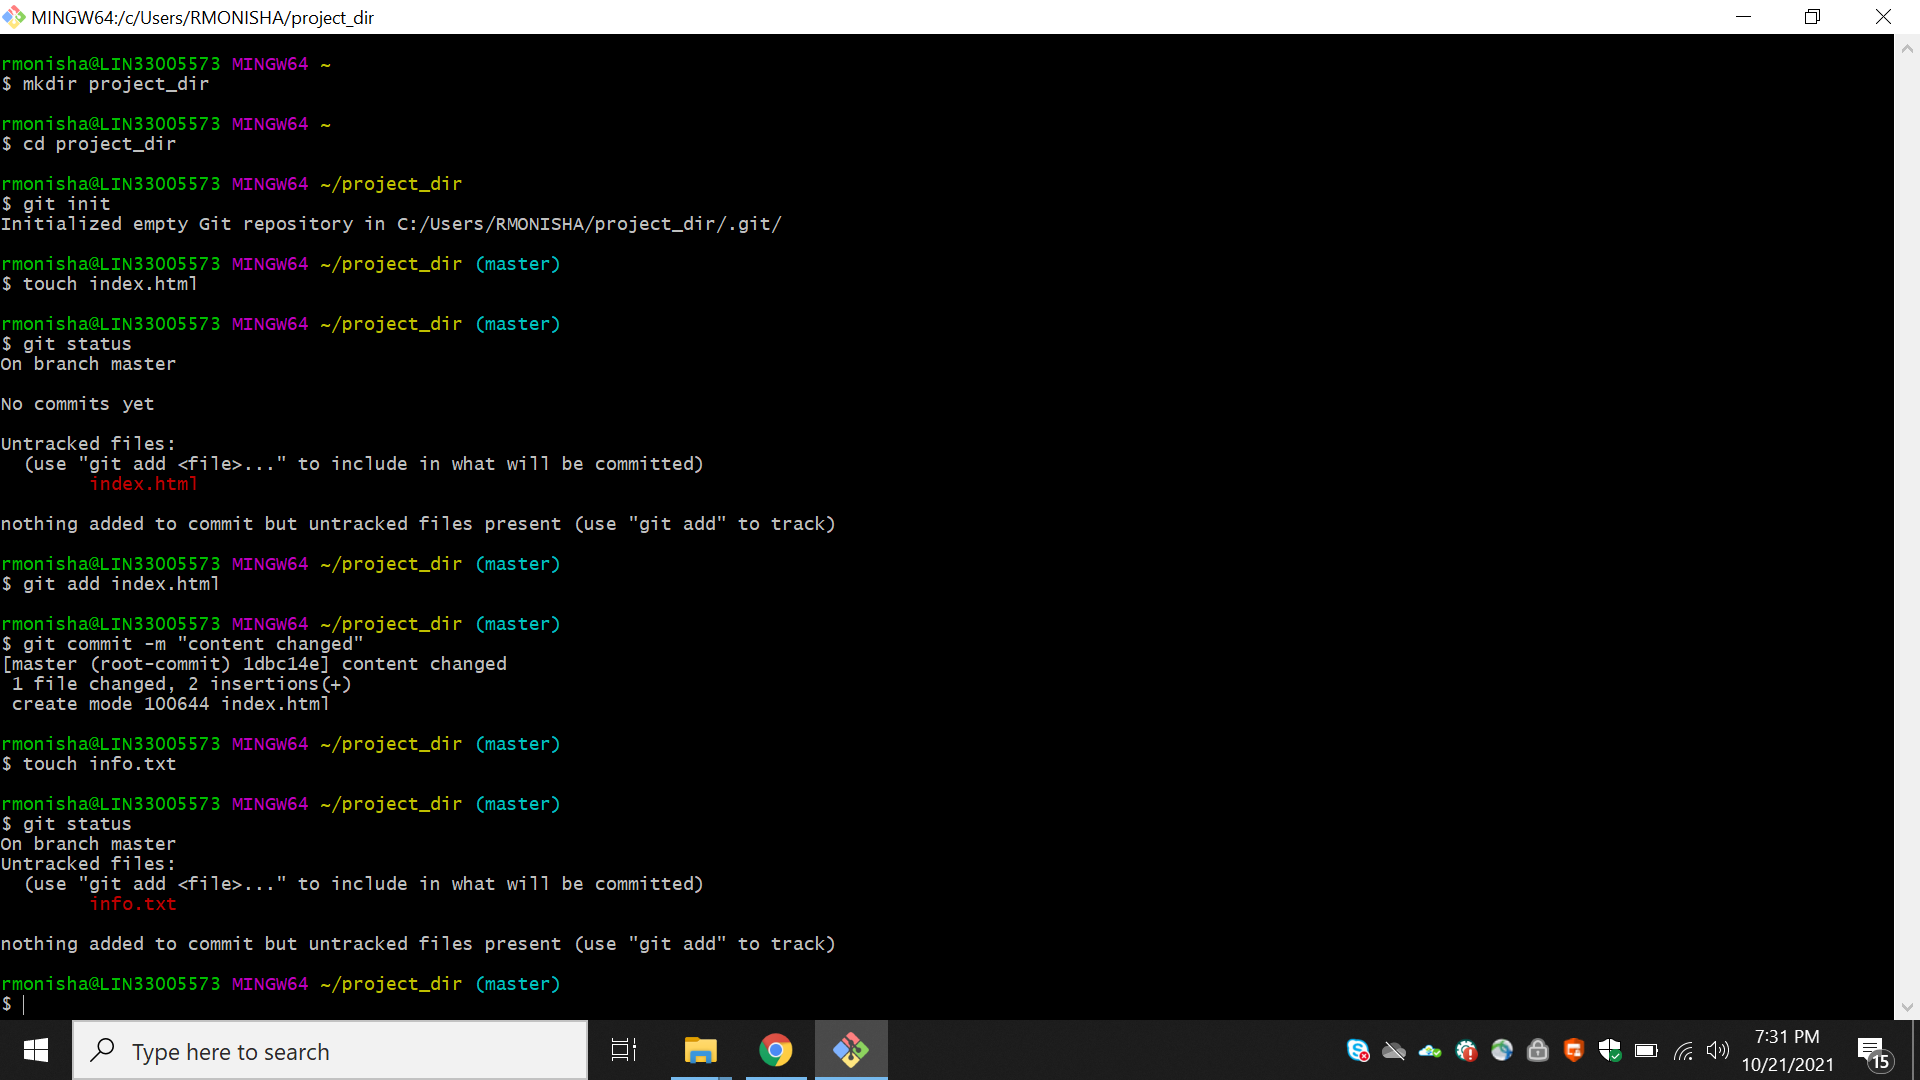 MINGW64:/c/Users/RMONISHA/project_dir
rmonisha@LIN33005573 MINGW64 ~
$ mkdir project_dir
rmonisha@LIN33005573 MINGW64 ~
$ cd project_dir
rmonisha@LIN33005573 MINGW64 ~/project_dir
$ git init
Initialized empty Git repository in C:/Users/RMONISHA/project_dir/.git/
rmonisha@LIN33005573 MINGW64 ~/project_dir (master)
$ touch index.html
rmonisha@LIN33005573 MINGW64 ~/project_dir (master)
$ git status
On branch master
No commits yet
Untracked files:
(use "git add <file>..." to include in what will be committed)
index.html
nothing added to commit but untracked files present (use "git add" to track)
rmonisha@LIN33005573 MINGW64 ~/project_dir (master)
$ git add index.html
rmonisha@LIN33005573 MINGW64 ~/project_dir (master)
$ git commit -m "content changed"
[master (root-commit) 1dbc14e] content changed
1 file changed, 2 insertions(+)
create mode 100644 index.html
rmonisha@LIN33005573 MINGW64 ~/project_dir (master)
$ touch info.txt
rmonisha@LIN33005573 MINGW64 ~/project_dir (master)
$ git status
On branch master
Untracked files:
(use "git add <file>..." to include in what will be committed)
info.txt
nothing added to commit but untracked files present (use "git add" to track)
rmonisha@LIN33005573 MINGW64 ~/project_dir (master)
$
Type here to search
7:31 PM
10/21/2021
15